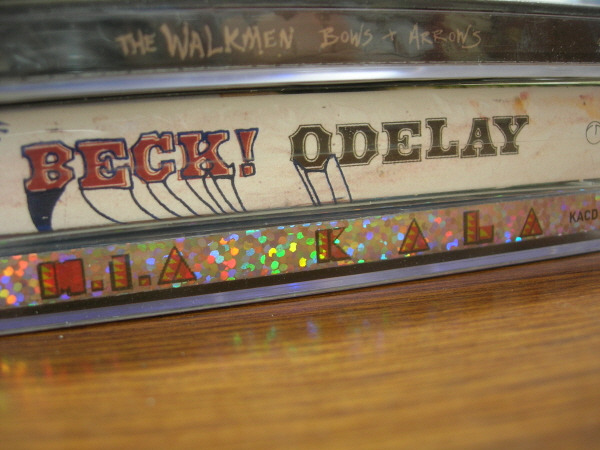 THE WALKMEN BOWS + ARROWS
BECK! ODELAY
M.I.A KALA KACD